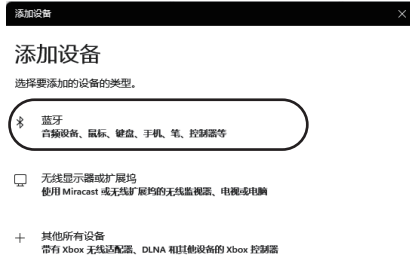 添加设备
添加设备
选择要添加的设备的类型。
蓝牙
音频设备、鼠标、键盘、手机、笔、控制器等
无线显示器或扩展坞
使用 Miracast 或无线扩展坞的无线监视器、电视或电脑
其他所有设备
带有 Xbox 无线适配器、DLNA 和其他设备的 Xbox 控制器